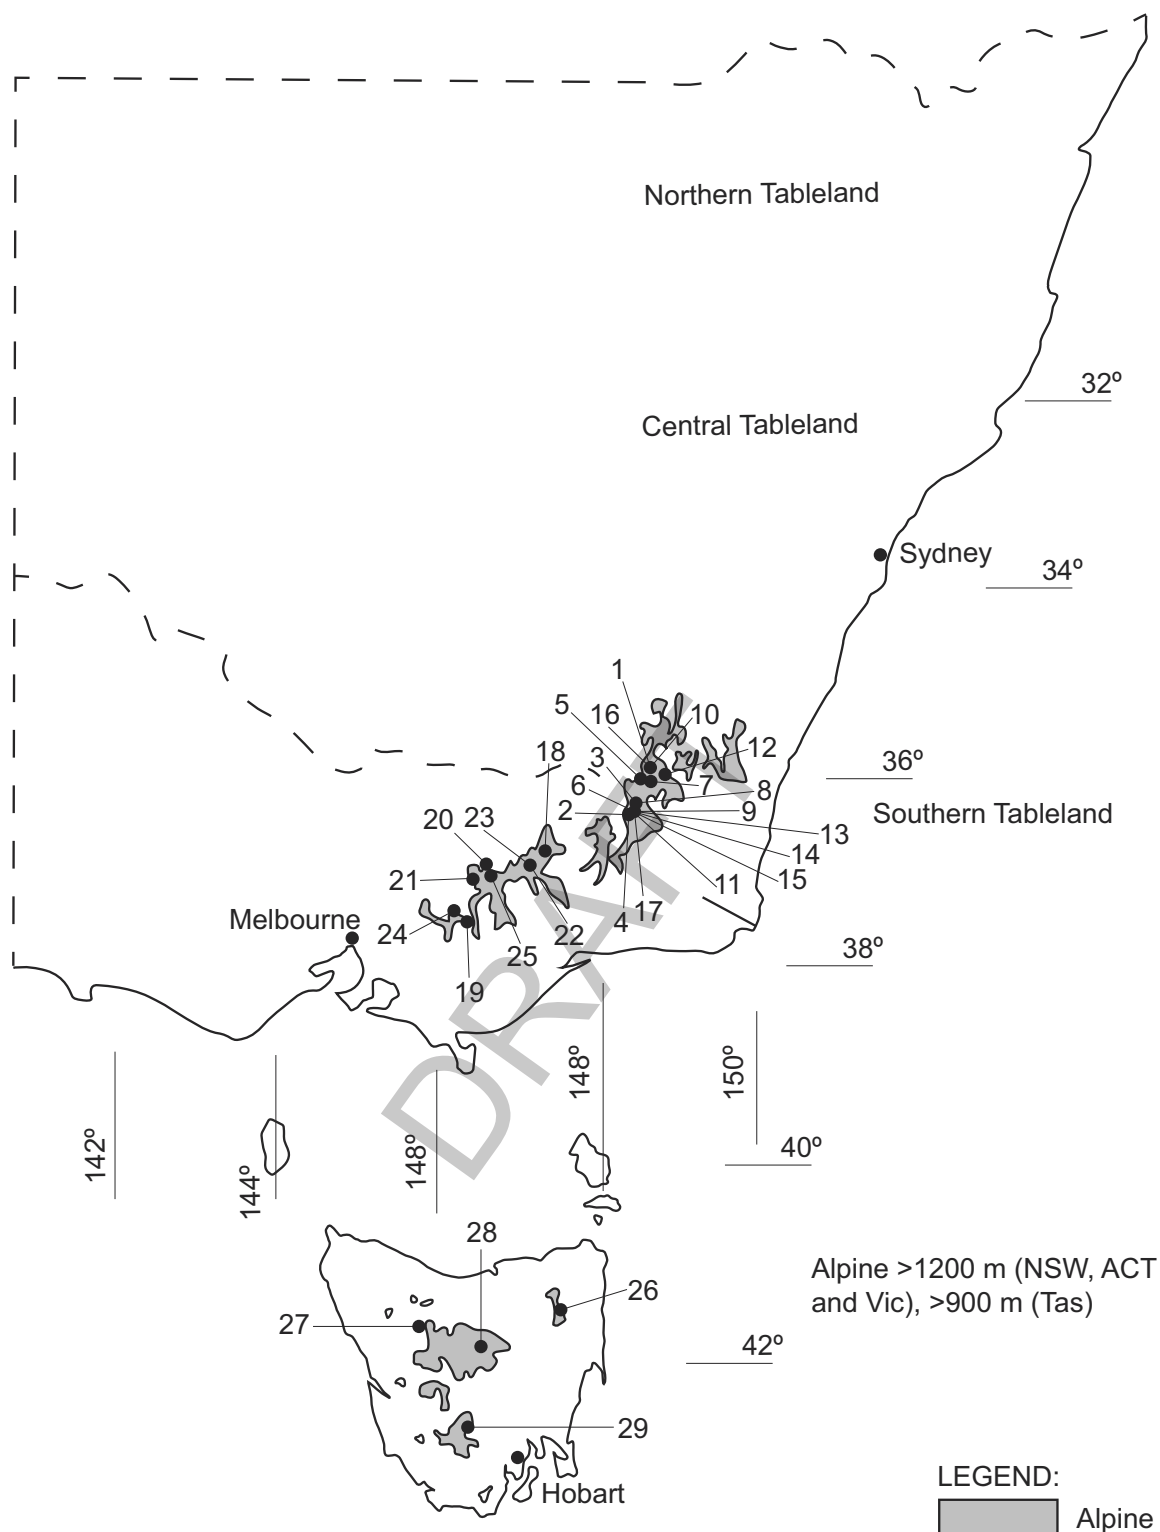 Northern Tableland
32º
Central Tableland
Sydney
34º
1
5
16
10
18
3
12
36º
6
7
8
2
9
Southern Tableland
20
23
13
14
21
11
15
Melbourne
4
17
24
22
25
38º
19
DRAFT
142º
144º
148º
148º
150º
40º
28
Alpine >1200 m (NSW, ACT
and Vic), >900 m (Tas)
26
27
42º
29
LEGEND:
Hobart
Alpine